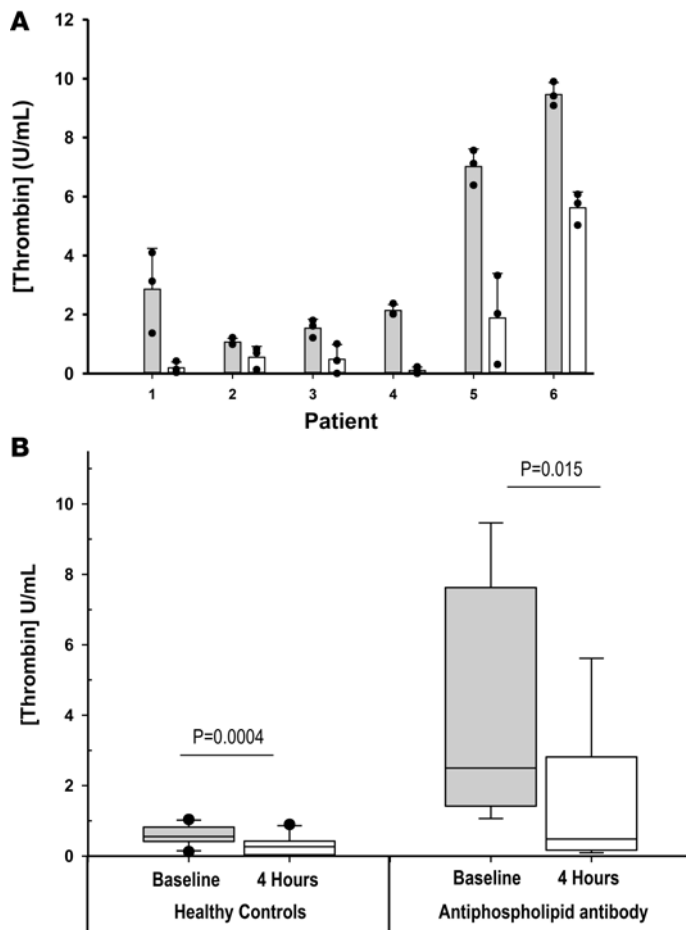 A
12
10
8
6
4
2
0
[Thrombin] (U/mL)
1 2 3 4 5 6
Patient
B
10
8
6
4
2
0
[Thrombin] U/mL
P=0.015
P=0.0004
Baseline 4 Hours Baseline 4 Hours
Healthy Controls Antiphospholipid antibody